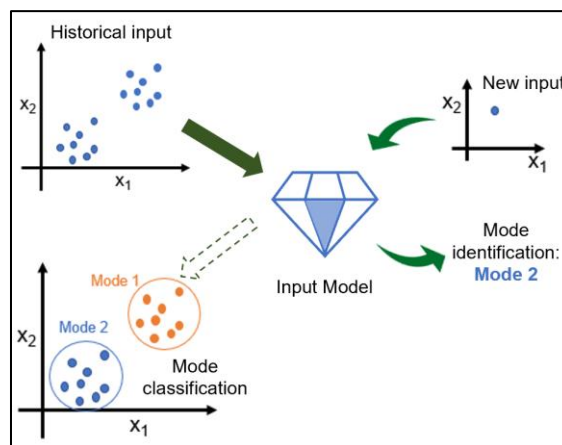 Historical input
x2
x1
New input
x2
x1
Input Model
Mode
identification:
Mode 2
Mode 1
Mode 2
x2
Mode
classification
x1